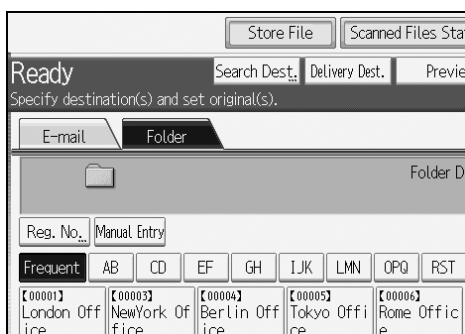 Store File Scanned Files Sta
Ready Search Dest. Delivery Dest. Previe
Specify destination(s) and set original(s).
E-mail Folder
Folder D
Reg. No. Manual Entry
Frequent AB CD EF GH IJK LMN OPQ RST
【00001】 【00003】 【00004】 【00005】 【00006】
London Off NewYork Of Berlin Off Tokyo Offi Rome Offic
ice ffice ice ce e